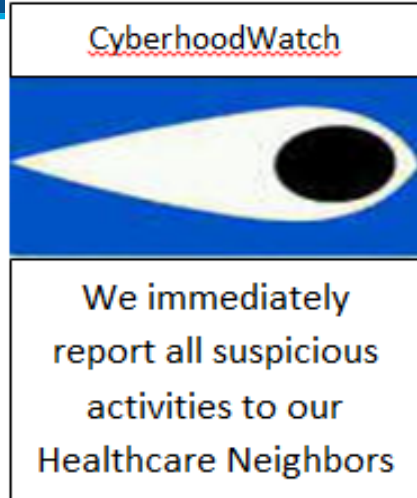 CyberhoodWatch
We immediately
report all suspicious
activities to our
Healthcare Neighbors